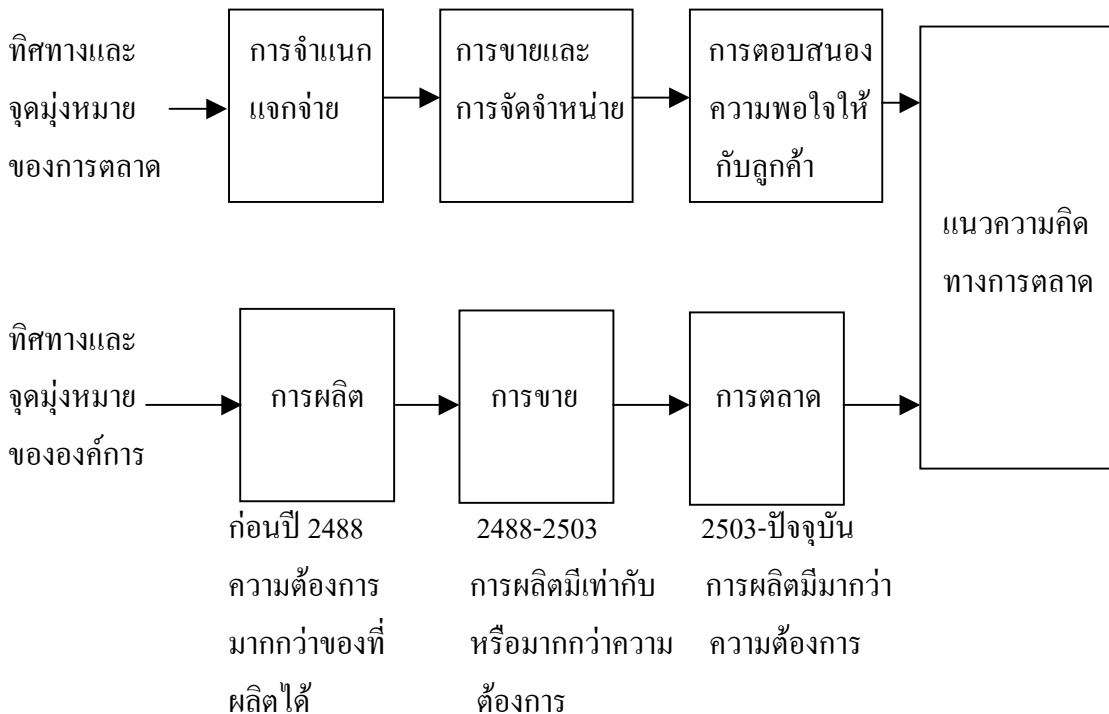 ทิศทางและ
จุดมุ่งหมาย
ของการตลาด
การจำแนก
แจกจ่าย
การขายและ
การจัดจำหน่าย
การตอบสนอง
ความพอใจให้
กับลูกค้า
แนวความคิด
ทางการตลาด
ทิศทางและ
จุดมุ่งหมาย
ขององค์การ
การผลิต
การขาย
การตลาด
ก่อนปี 2488
ความต้องการ
มากกว่าของที่
ผลิตได้
2488-2503
การผลิตมีเท่ากับ
หรือมากกว่าความ
ต้องการ
2503-ปัจจุบัน
การผลิตมีมากว่า
ความต้องการ